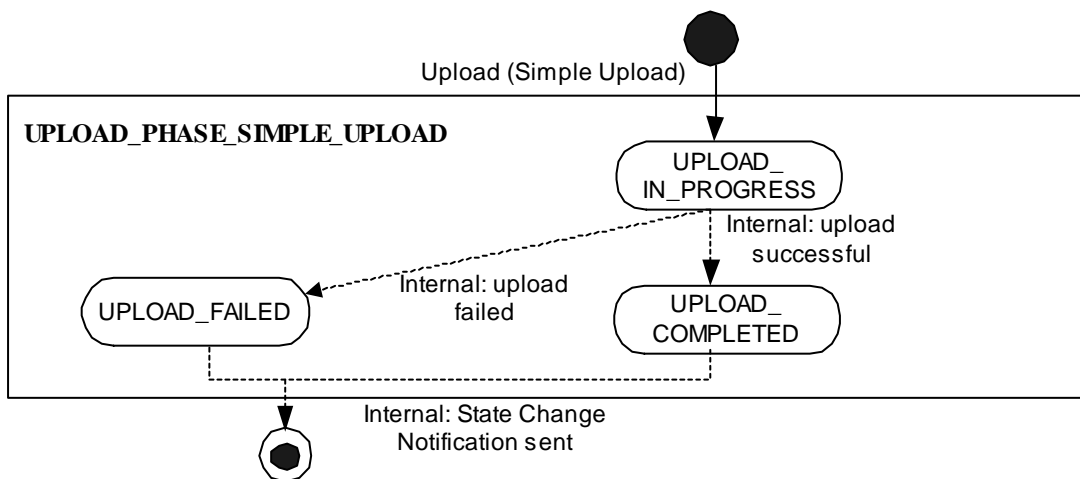 Upload (Simple Upload)
UPLOAD_PHASE_SIMPLE_UPLOAD
UPLOAD_
IN_PROGRESS
Internal: upload
successful
Internal: upload
failed
UPLOAD_FAILED
UPLOAD_
COMPLETED
Internal: State Change
Notification sent